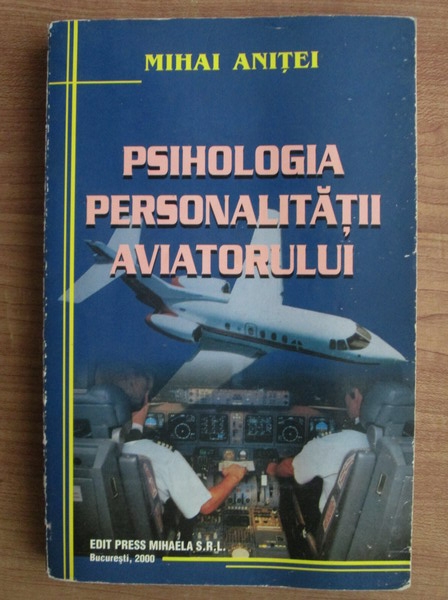 MIHAI ANIȚEI
PSIHOLOGIA
PERSONALITĂȚII
AVIATORULUI
EDIT PRESS MIHAELA S.R.L.
București, 2000